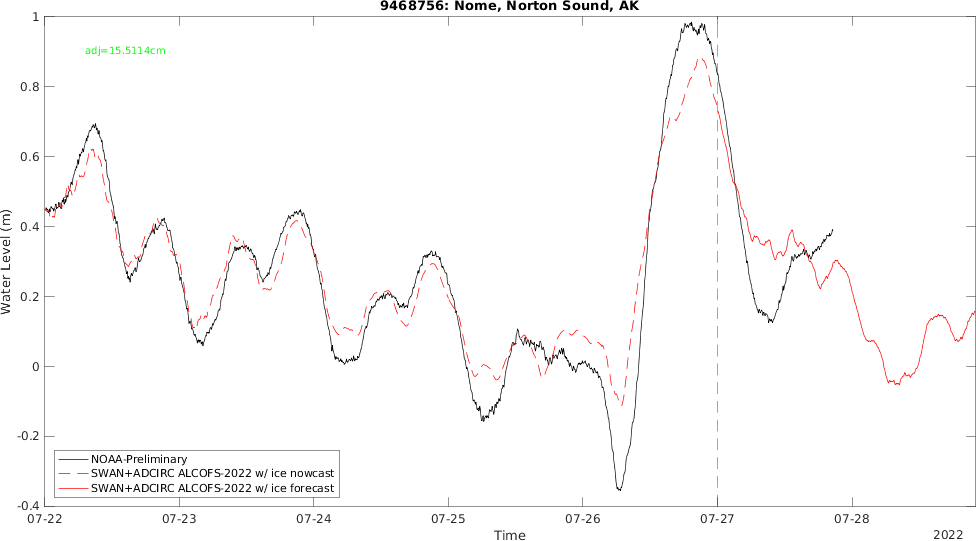 9468756: Nome, Norton Sound, AK
adj=15.5114cm
1
0.8
0.6
0.4
0.2
0
-0.2
-0.4
Water Level (m)
NOAA-Preliminary
SWAN+ADCIRC ALCOFS-2022 w/ ice nowcast
SWAN+ADCIRC ALCOFS-2022 w/ ice forecast
07-22 07-23 07-24 07-25 07-26 07-27 07-28
Time
2022